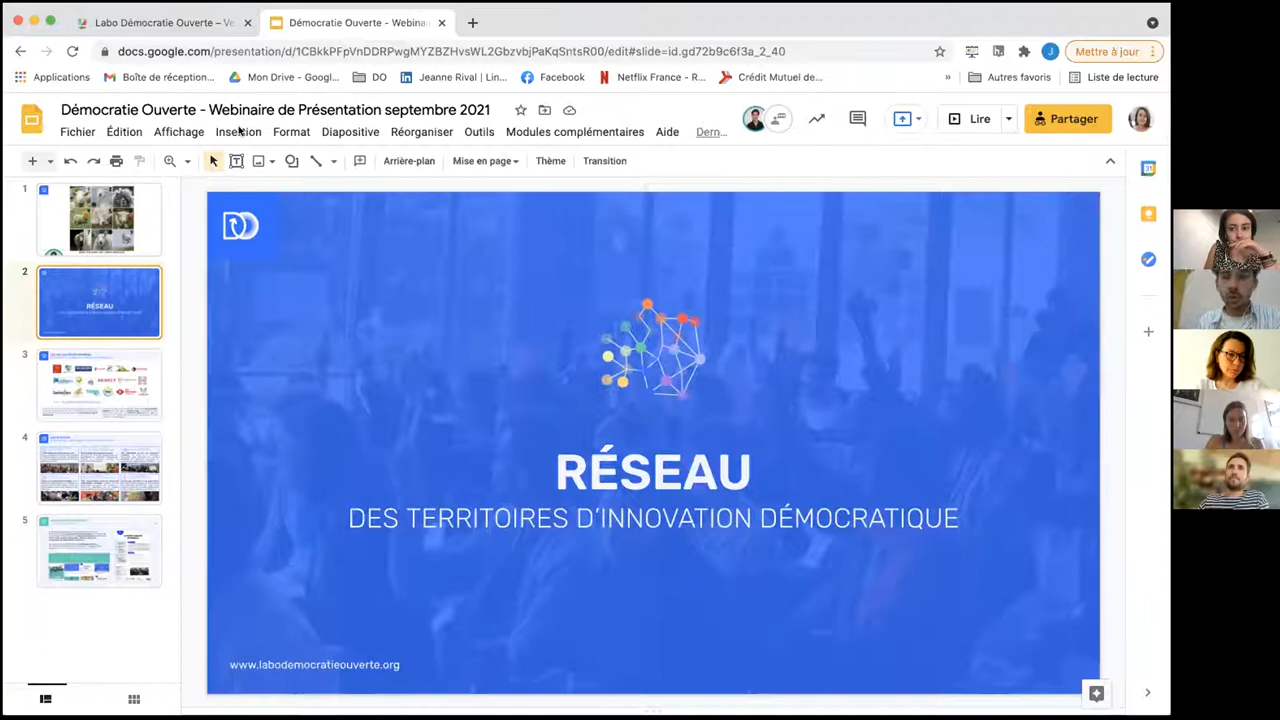 Labo Démocratie Ouverte – Ve
Démocratie Ouverte - Webinai
docs.google.com/presentation/d/1CBkkPFpVnDDRPwgMYZBZHvsWL2GbzvbjPaKqSntsR00/edit#slide=id.gd72b9c6f3a_2_40
J
Mettre à jour
Applications
Boîte de réception...
Mon Drive - Googl...
DO
Jeanne Rival | Lin...
Facebook
Netflix France - R...
Crédit Mutuel de...
»
Autres favoris
Liste de lecture
Démocratie Ouverte - Webinaire de Présentation septembre 2021
Fichier Édition Affichage Insertion Format Diapositive Réorganiser Outils Modules complémentaires Aide Dern...
Lire
Partager
Arrière-plan
Mise en page
Thème
Transition
1
2
RÉSEAU
3
4
5
DO
RÉSEAU
DES TERRITOIRES D'INNOVATION DÉMOCRATIQUE
www.labodemocratieouverte.org
31